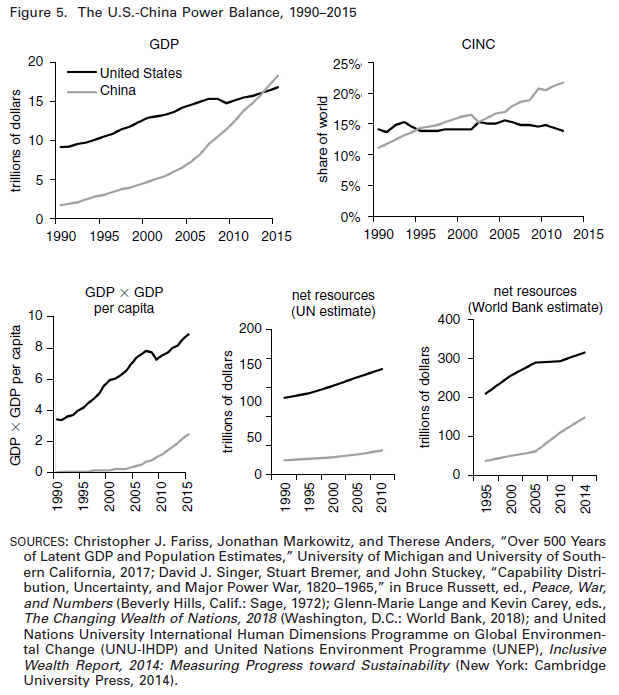 Figure 5. The U.S.-China Power Balance, 1990–2015
GDP
trillions of dollars
20
15
10
5
0
United States
China
1990 1995 2000 2005 2010 2015
CINC
share of world
25%
20%
15%
10%
5%
0%
1990 1995 2000 2005 2010 2015
GDP × GDP
per capita
GDP × GDP per capita
10
8
6
4
2
0
1990 1995 2000 2005 2010 2015
net resources
(UN estimate)
trillions of dollars
200
150
100
50
0
1990 1995 2000 2005 2010
net resources
(World Bank estimate)
trillions of dollars
400
300
200
100
0
1995 2000 2005 2010 2014
SOURCES: Christopher J. Fariss, Jonathan Markowitz, and Therese Anders, “Over 500 Years
of Latent GDP and Population Estimates,” University of Michigan and University of South-
ern California, 2017; David J. Singer, Stuart Bremer, and John Stuckey, “Capability Distri-
bution, Uncertainty, and Major Power War, 1820–1965,” in Bruce Russett, ed., Peace, War,
and Numbers (Beverly Hills, Calif.: Sage, 1972); Glenn-Marie Lange and Kevin Carey, eds.,
The Changing Wealth of Nations, 2018 (Washington, D.C.: World Bank, 2018); and United
Nations University International Human Dimensions Programme on Global Environmen-
tal Change (UNU-IHDP) and United Nations Environment Programme (UNEP), Inclusive
Wealth Report, 2014: Measuring Progress toward Sustainability (New York: Cambridge
University Press, 2014).